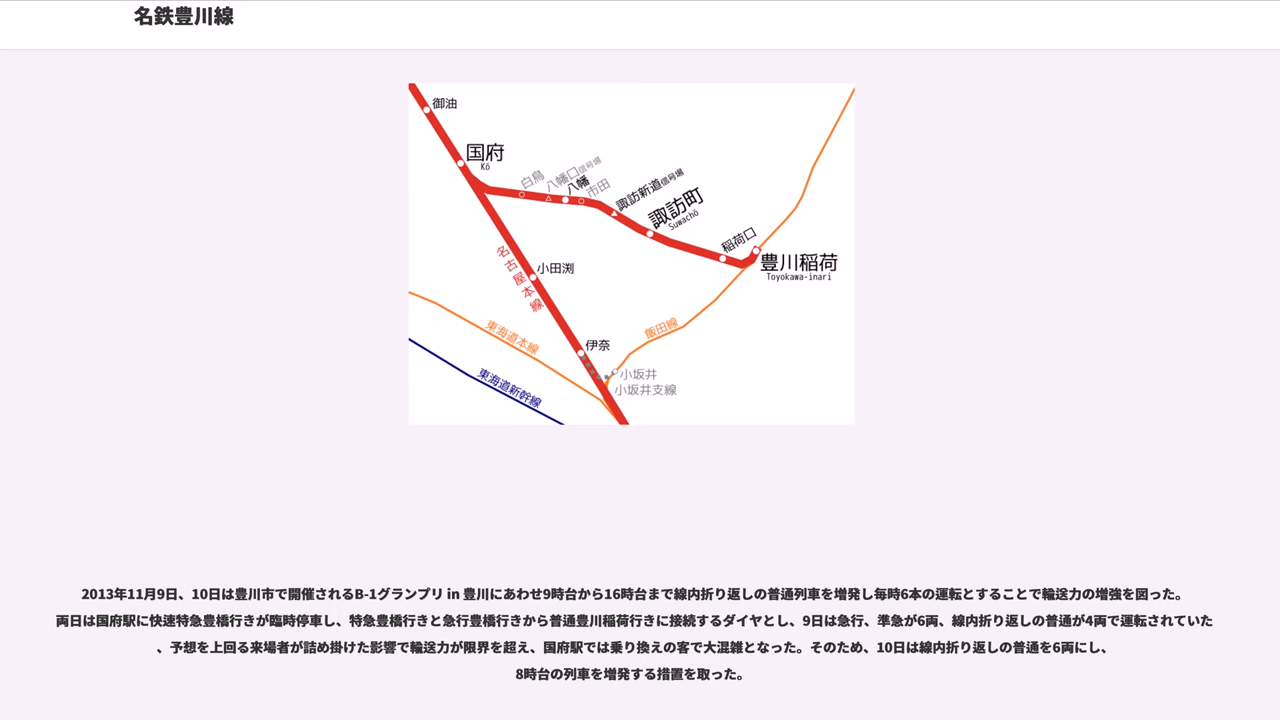 名鉄豊川線
御油
国府
Kō
白鳥
八幡口信号場
八幡
市田
諏訪新道信号場
諏訪町
Suwachō
稲荷口
豊川稲荷
Toyokawa-inari
名古屋本線
小田渕
東海道本線
飯田線
伊奈
小坂井
小坂井支線
東海道新幹線
2013年11月9日、10日は豊川市で開催されるB-1グランプリ in 豊川にあわせ9時台から16時台まで線内折り返しの普通列車を増発し毎時6本の運転とすることで輸送力の増強を図った。
両日は国府駅に快速特急豊橋行きが臨時停車し、特急豊橋行きと急行豊橋行きから普通豊川稲荷行きに接続するダイヤとし、9日は急行、準急が6両、線内折り返しの普通が4両で運転されていた
、予想を上回る来場者が詰め掛けた影響で輸送力が限界を超え、国府駅では乗り換えの客で大混雑となった。そのため、10日は線内折り返しの普通を6両にし、
8時台の列車を増発する措置を取った。